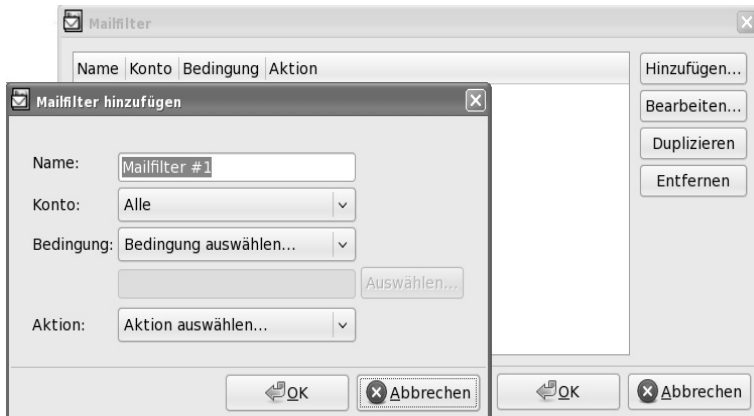 Mailfilter
Name Konto Bedingung Aktion
Hinzufügen...
Bearbeiten...
Duplizieren
Entfernen
OK
Abbrechen
Mailfilter hinzufügen
Name: Mailfilter #1
Konto: Alle
Bedingung: Bedingung auswählen...
Auswählen...
Aktion: Aktion auswählen...
OK
Abbrechen